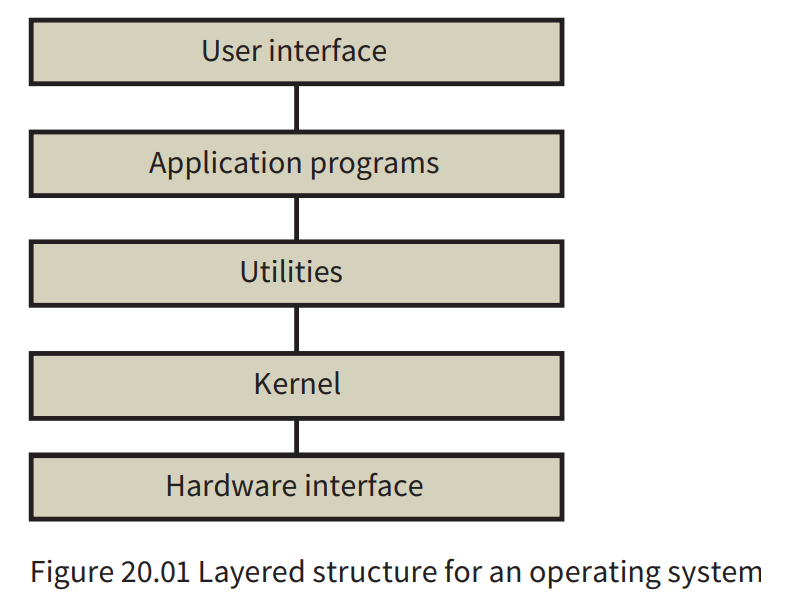 User interface
Application programs
Utilities
Kernel
Hardware interface
Figure 20.01 Layered structure for an operating system